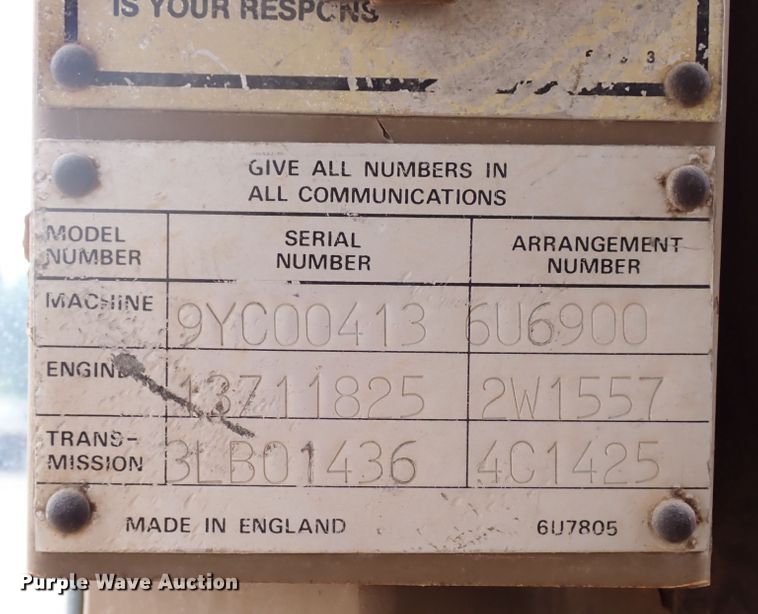 IS YOUR RESPONS
3
GIVE ALL NUMBERS IN
ALL COMMUNICATIONS
MODEL NUMBER
SERIAL NUMBER
ARRANGEMENT NUMBER
MACHINE 9YC00413 6U6900
ENGINE 13711825 2W1557
TRANS-
MISSION 3LB01436 4C1425
MADE IN ENGLAND 6U7805
Purple Wave Auction